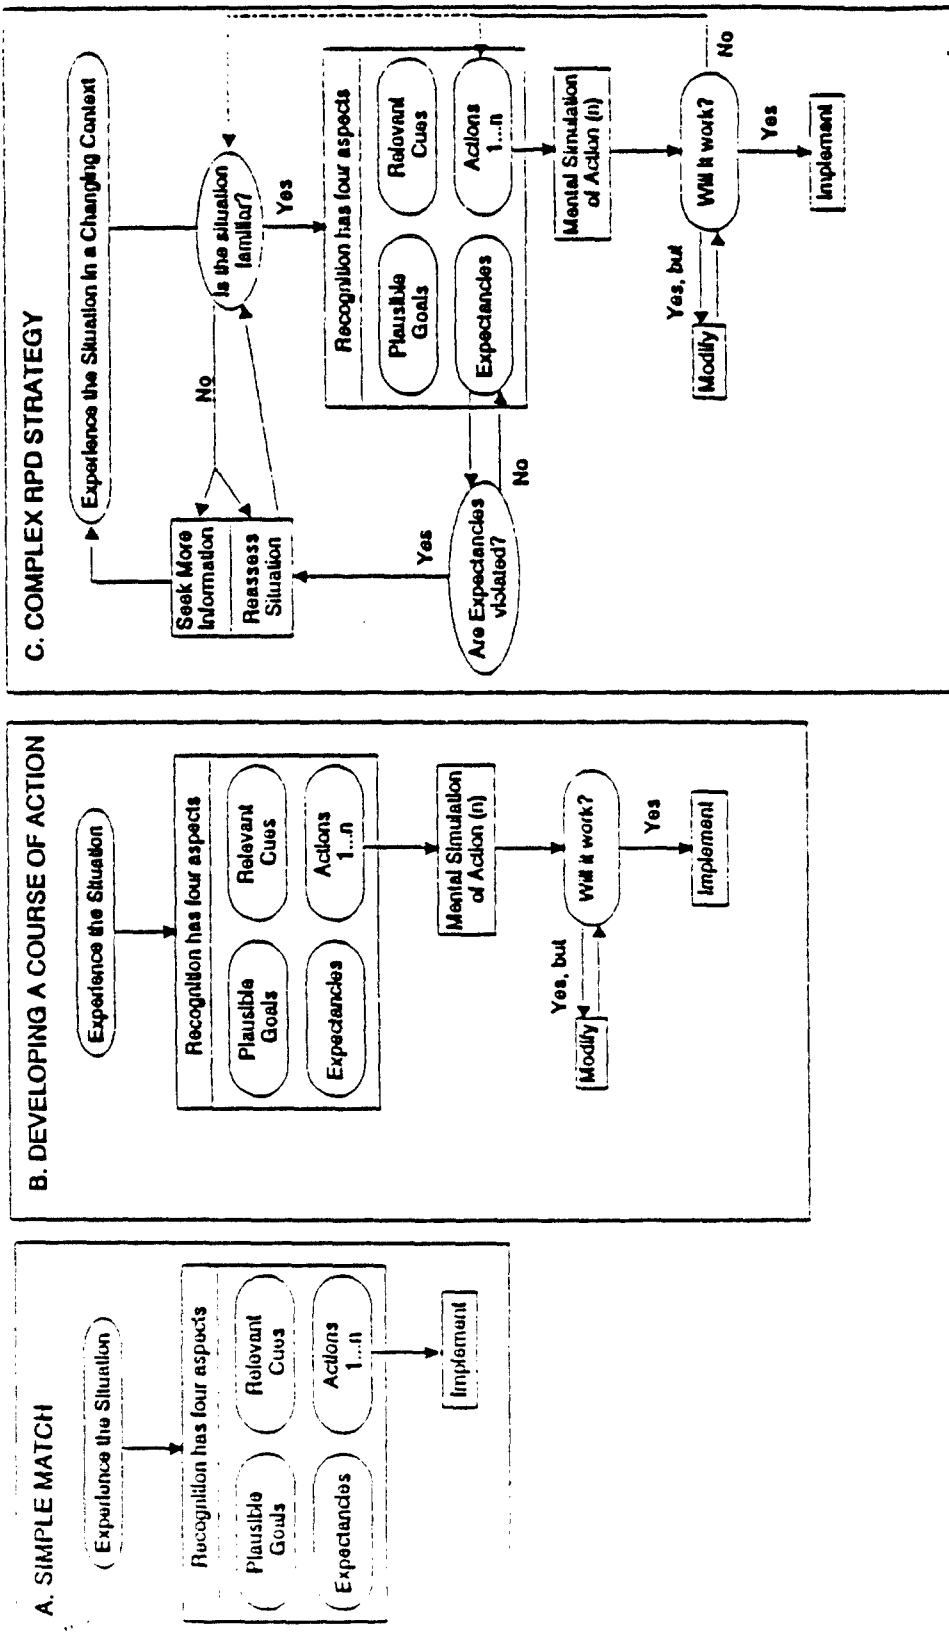 A. SIMPLE MATCH
Experience the Situation
Recognition has four aspects
Plausible
Goals
Relevant
Cues
Expectancies
Actions
1...n
Implement
B. DEVELOPING A COURSE OF ACTION
Experience the Situation
Recognition has four aspects
Plausible
Goals
Relevant
Cues
Expectancies
Actions
1...n
Mental Simulation
of Action (n)
Will it work?
Yes, but
Modify
Yes
Implement
C. COMPLEX RPD STRATEGY
Experience the Situation in a Changing Context
Seek More
Information
Reassess
Situation
No
Is the situation
familiar?
Yes
Recognition has four aspects
Plausible
Goals
Relevant
Cues
Expectancies
Actions
1...n
Yes
Are Expectancies
violated?
No
Mental Simulation
of Action (n)
Will it work?
No
Yes, but
Modify
Yes
Implement